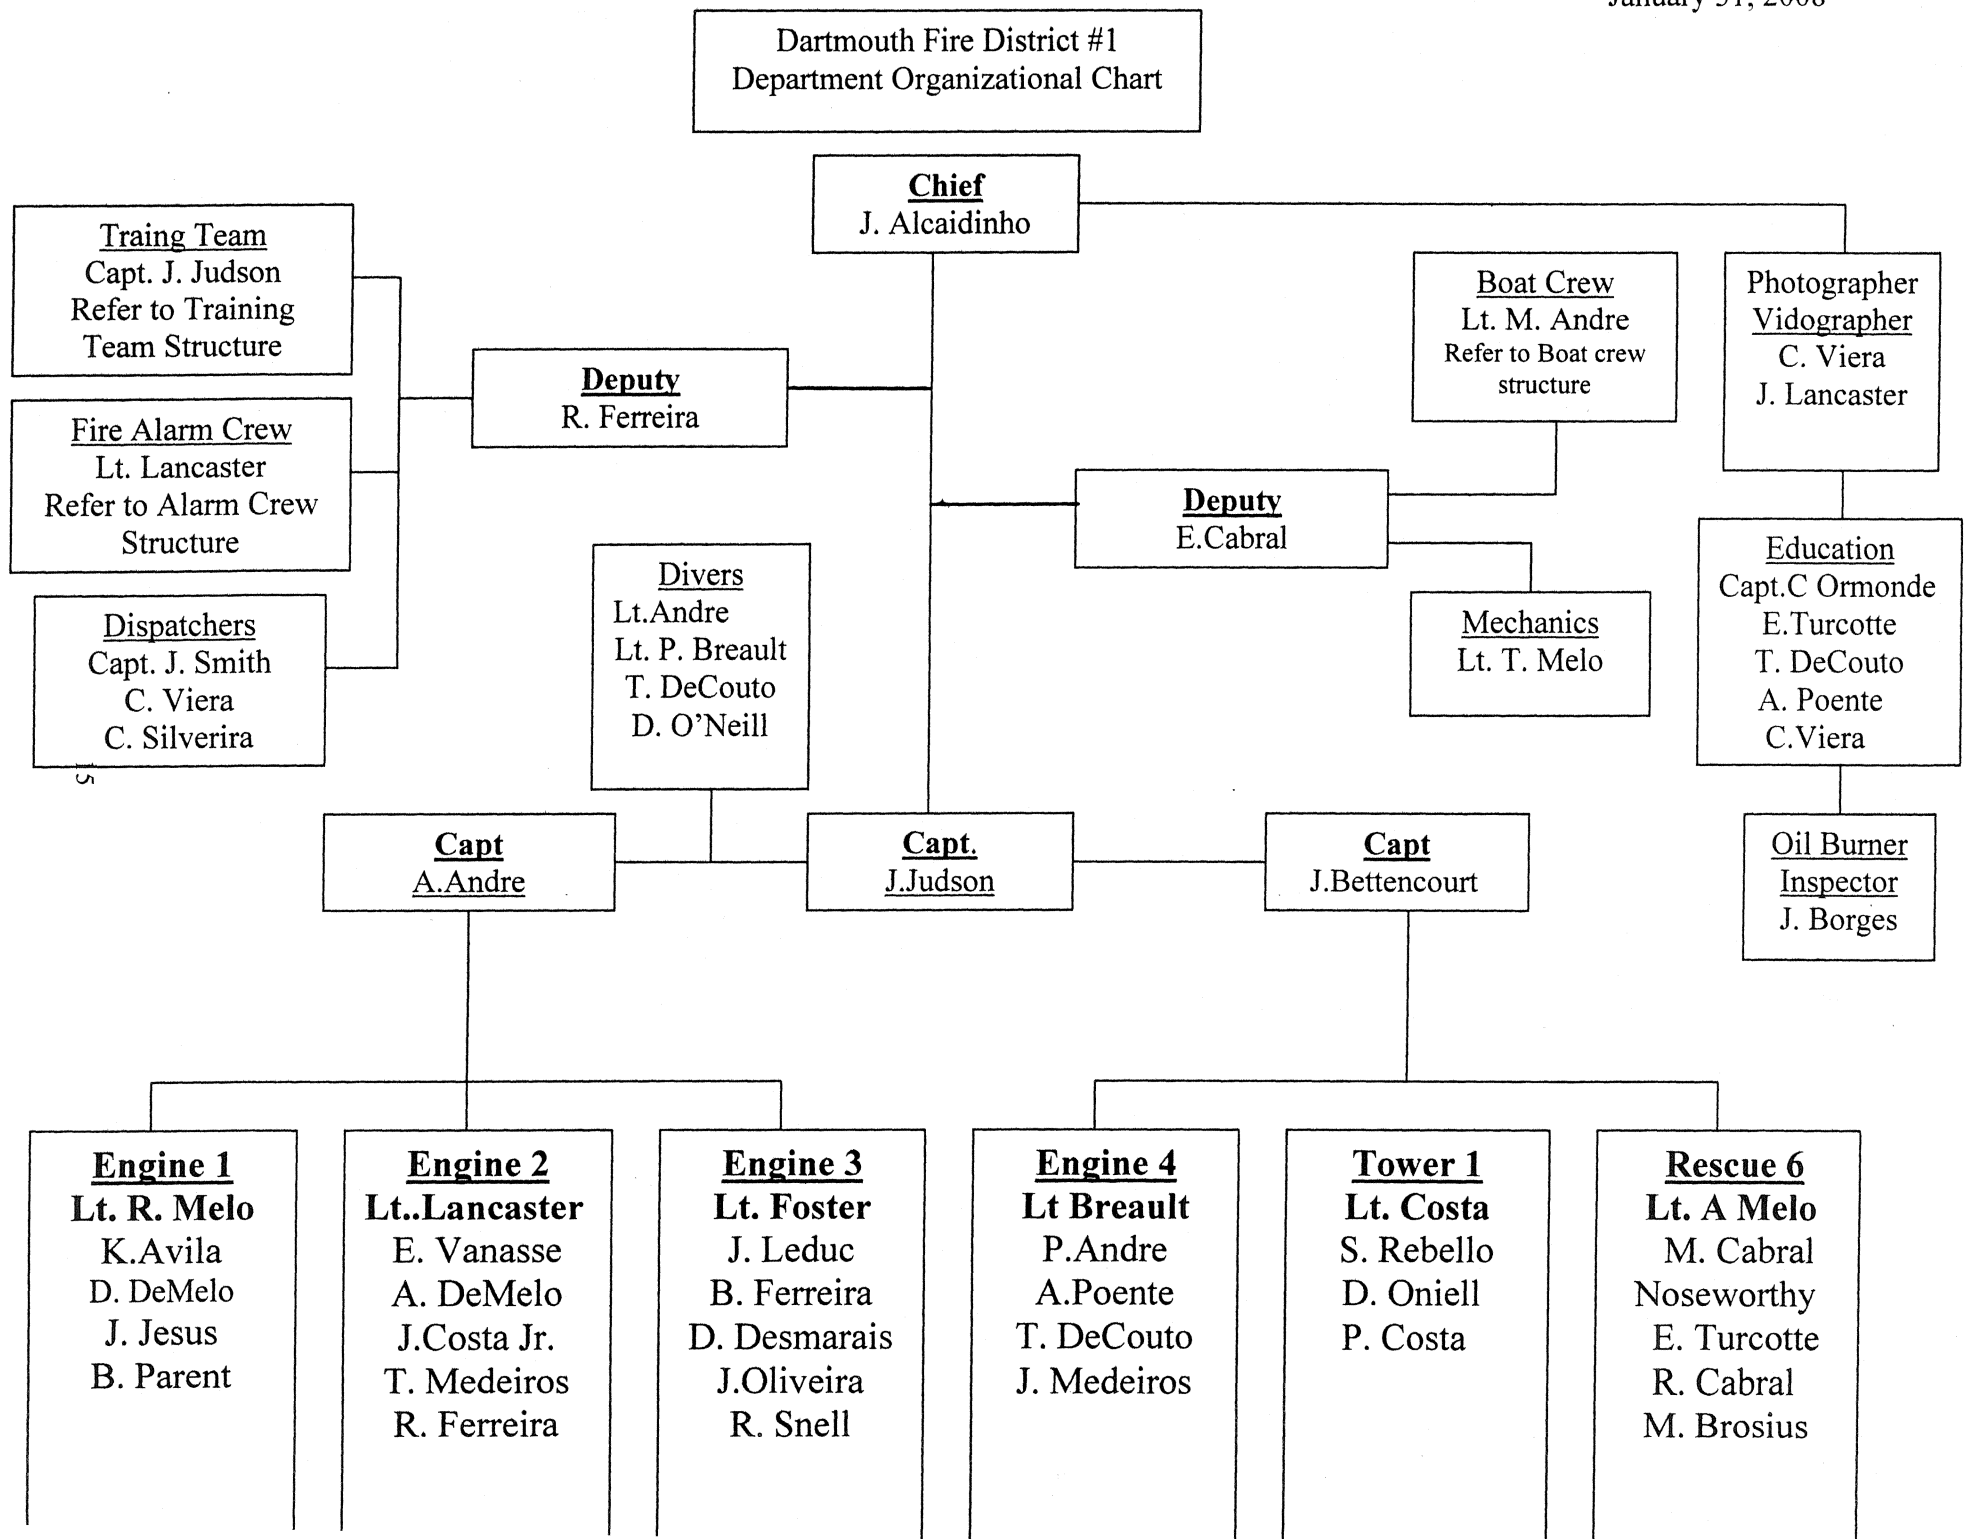 January 31, 2008
Dartmouth Fire District #1
Department Organizational Chart
Chief
J. Alcaidinho
Traing Team
Capt. J. Judson
Refer to Training
Team Structure
Boat Crew
Lt. M. Andre
Refer to Boat crew
structure
Photographer
Vidographer
C. Viera
J. Lancaster
Deputy
R. Ferreira
Fire Alarm Crew
Lt. Lancaster
Refer to Alarm Crew
Structure
Deputy
E.Cabral
Divers
Lt.Andre
Lt. P. Breault
T. DeCouto
D. O'Neill
Education
Capt.C Ormonde
E.Turcotte
T. DeCouto
A. Poente
C.Viera
Dispatchers
Capt. J. Smith
C. Viera
C. Silverira
Mechanics
Lt. T. Melo
15
Capt
A.Andre
Capt.
J.Judson
Capt
J.Bettencourt
Oil Burner
Inspector
J. Borges
Engine 1
Lt. R. Melo
K.Avila
D. DeMelo
J. Jesus
B. Parent
Engine 2
Lt..Lancaster
E. Vanasse
A. DeMelo
J.Costa Jr.
T. Medeiros
R. Ferreira
Engine 3
Lt. Foster
J. Leduc
B. Ferreira
D. Desmarais
J.Oliveira
R. Snell
Engine 4
Lt Breault
P.Andre
A.Poente
T. DeCouto
J. Medeiros
Tower 1
Lt. Costa
S. Rebello
D. Oniell
P. Costa
Rescue 6
Lt. A Melo
M. Cabral
Noseworthy
E. Turcotte
R. Cabral
M. Brosius